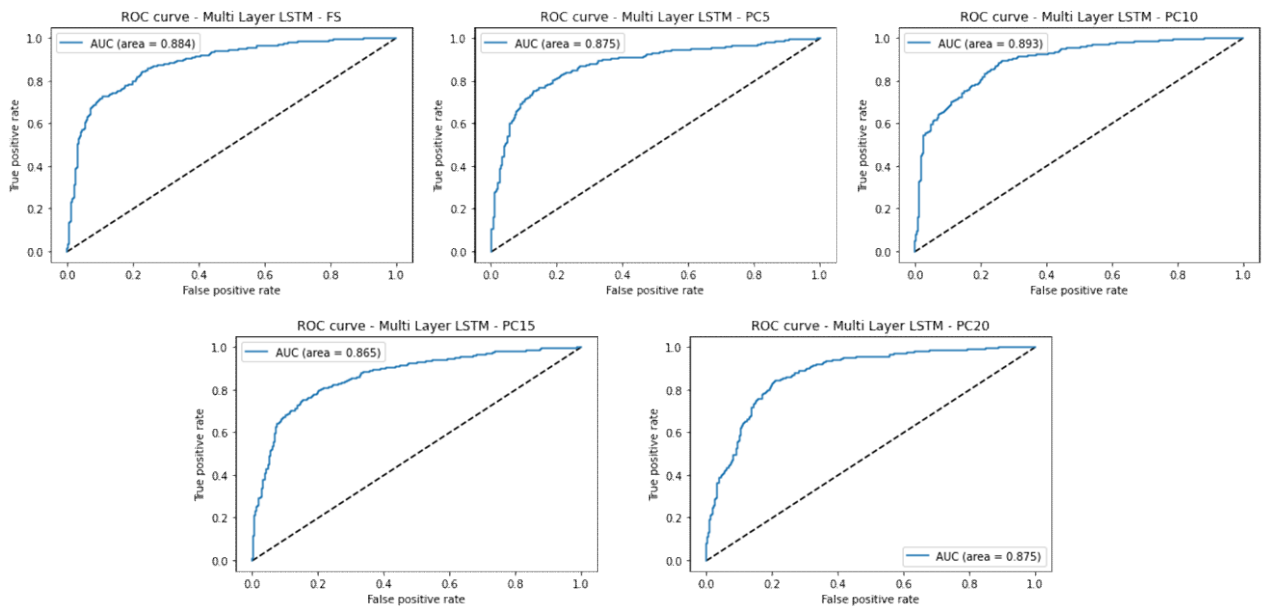 ROC curve - Multi Layer LSTM - FS
AUC (area = 0.884)
True positive rate
1.0
0.8
0.6
0.4
0.2
0.0
0.0 0.2 0.4 0.6 0.8 1.0
False positive rate
ROC curve - Multi Layer LSTM - PC5
AUC (area = 0.875)
True positive rate
1.0
0.8
0.6
0.4
0.2
0.0
0.0 0.2 0.4 0.6 0.8 1.0
False positive rate
ROC curve - Multi Layer LSTM - PC10
AUC (area = 0.893)
True positive rate
1.0
0.8
0.6
0.4
0.2
0.0
0.0 0.2 0.4 0.6 0.8 1.0
False positive rate
ROC curve - Multi Layer LSTM - PC15
AUC (area = 0.865)
True positive rate
1.0
0.8
0.6
0.4
0.2
0.0
0.0 0.2 0.4 0.6 0.8 1.0
False positive rate
ROC curve - Multi Layer LSTM - PC20
True positive rate
1.0
0.8
0.6
0.4
0.2
0.0
AUC (area = 0.875)
0.0 0.2 0.4 0.6 0.8 1.0
False positive rate